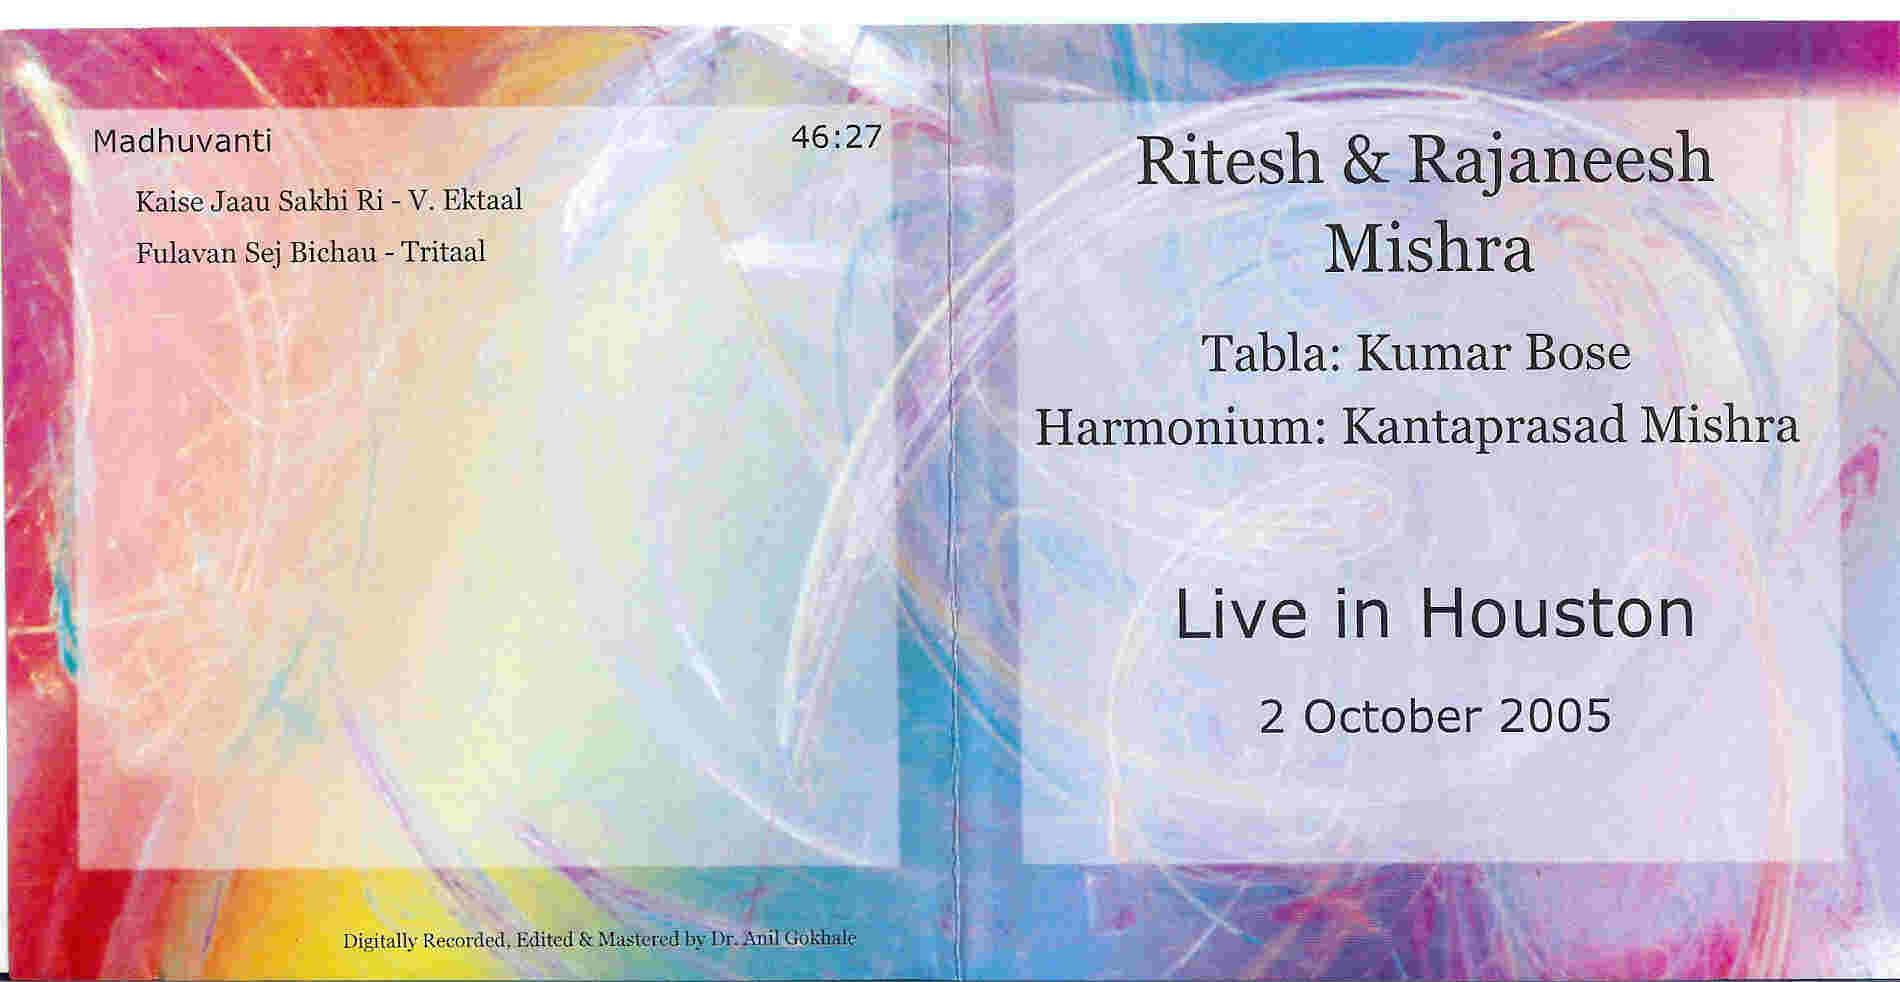 Madhuvanti 46:27
Kaise Jaau Sakhi Ri - V. Ektaal
Fulavan Sej Bichau - Tritaal
Digitally Recorded, Edited & Mastered by Dr. Anil Gokhale
Ritesh & Rajaneesh
Mishra
Tabla: Kumar Bose
Harmonium: Kantaprasad Mishra
Live in Houston
2 October 2005